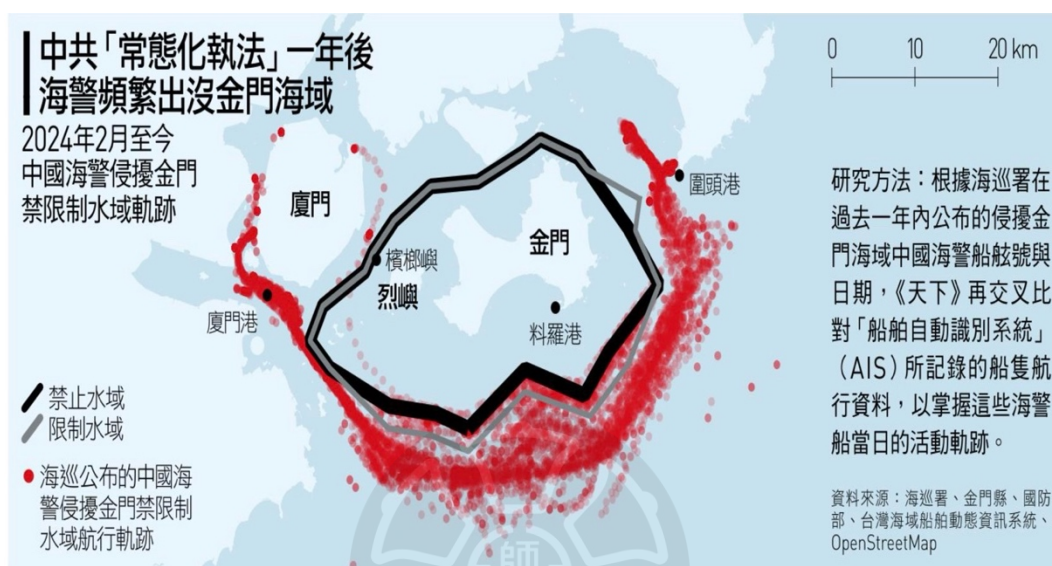 中共「常態化執法」一年後
海警頻繁出沒金門海域
2024年2月至今
中國海警侵擾金門
禁限制水域軌跡
0 10 20 km
廈門
檳榔嶼
烈嶼
廈門港
金門
料羅港
圍頭港
禁止水域
限制水域
海巡公布的中國海
警侵擾金門禁限制
水域航行軌跡
研究方法：根據海巡署在
過去一年內公布的侵擾金
門海域中國海警船舷號與
日期，《天下》再交叉比
對「船舶自動識別系統」
（AIS）所記錄的船隻航
行資料，以掌握這些海警
船當日的活動軌跡。
資料來源：海巡署、金門縣、國防
部、台灣海域船舶動態資訊系統、
OpenStreetMap
師